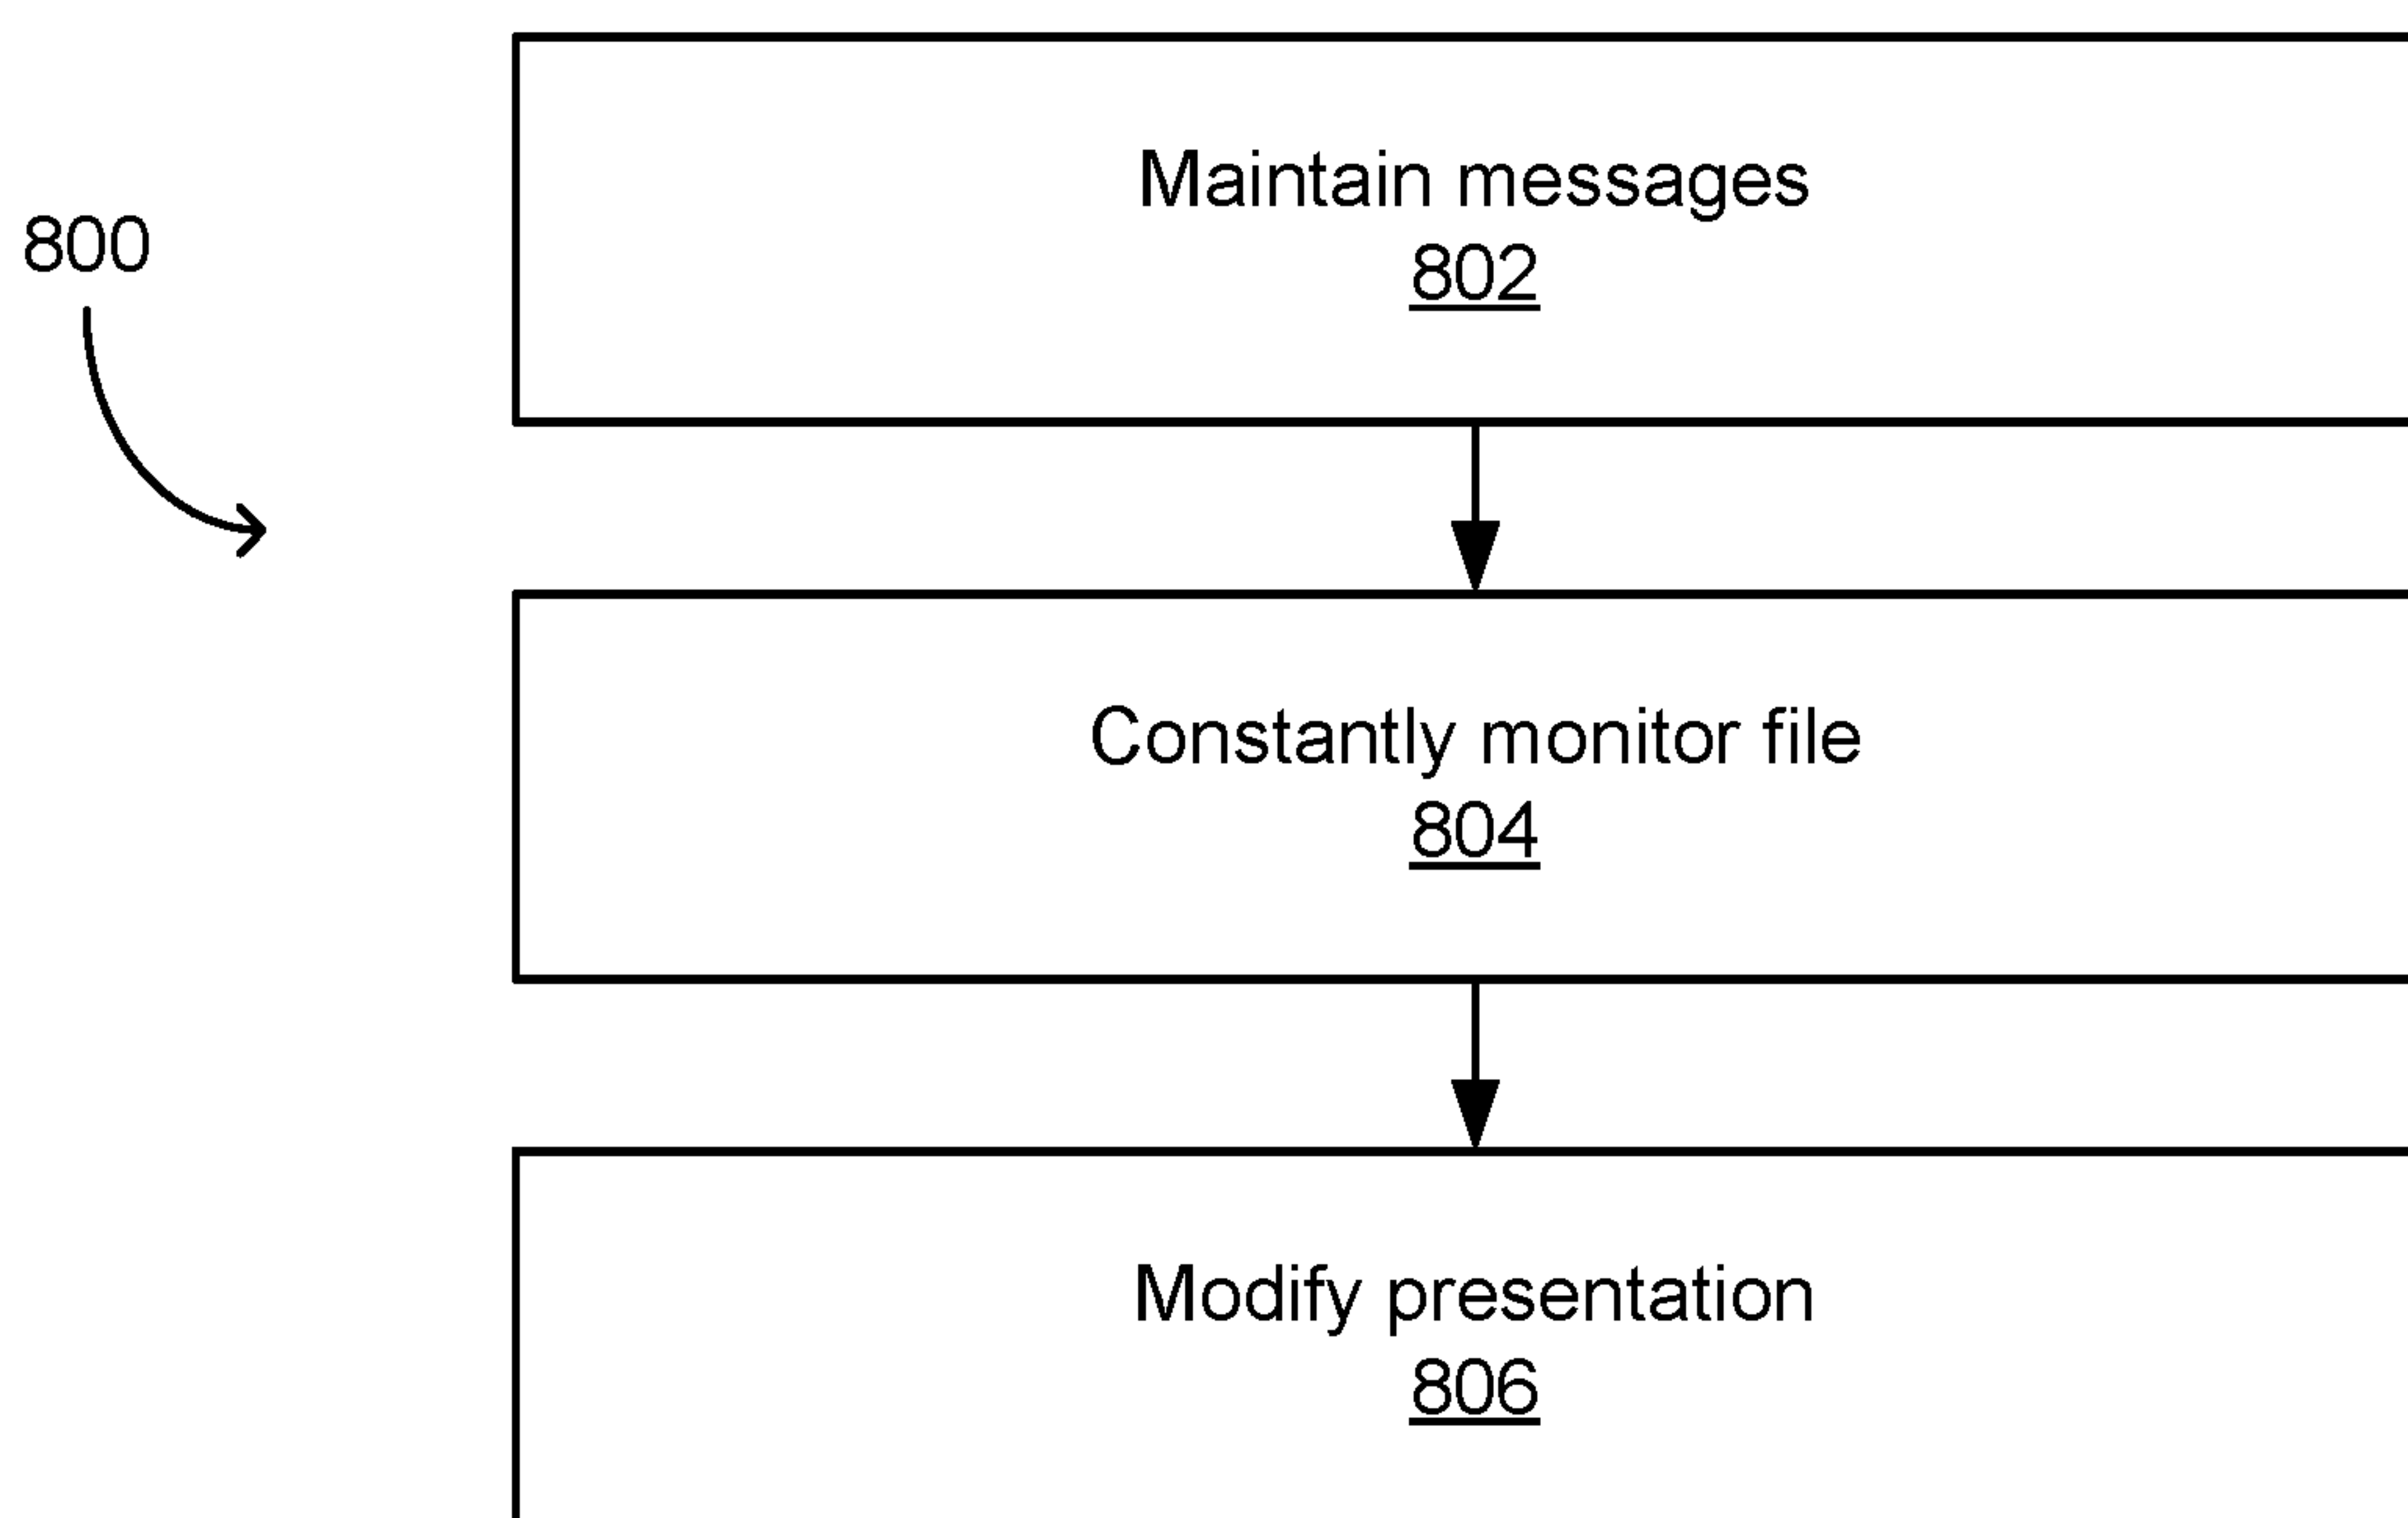 800
Maintain messages
802
Constantly monitor file
804
Modify presentation
806